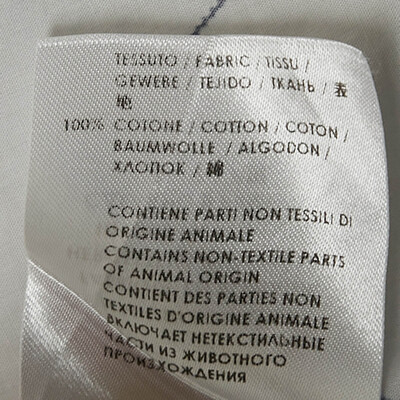 TESSUTO / FABRIC / TISSU /
GEWEBE / TEJIDO / ТКАНЬ / 表
地
100% COTONE / COTTON / COTON /
BAUMWOLLE / ALGODON /
ХЛОПОК / 綿
CONTIENE PARTI NON TESSILI DI
ORIGINE ANIMALE
CONTAINS NON-TEXTILE PARTS
OF ANIMAL ORIGIN
CONTIENT DES PARTIES NON
TEXTILES D'ORIGINE ANIMALE
ВКЛЮЧАЕТ НЕТЕКСТИЛЬНЫЕ
ЧАСТИ ИЗ ЖИВОТНОГО
ПРОИЗХОЖДЕНИЯ